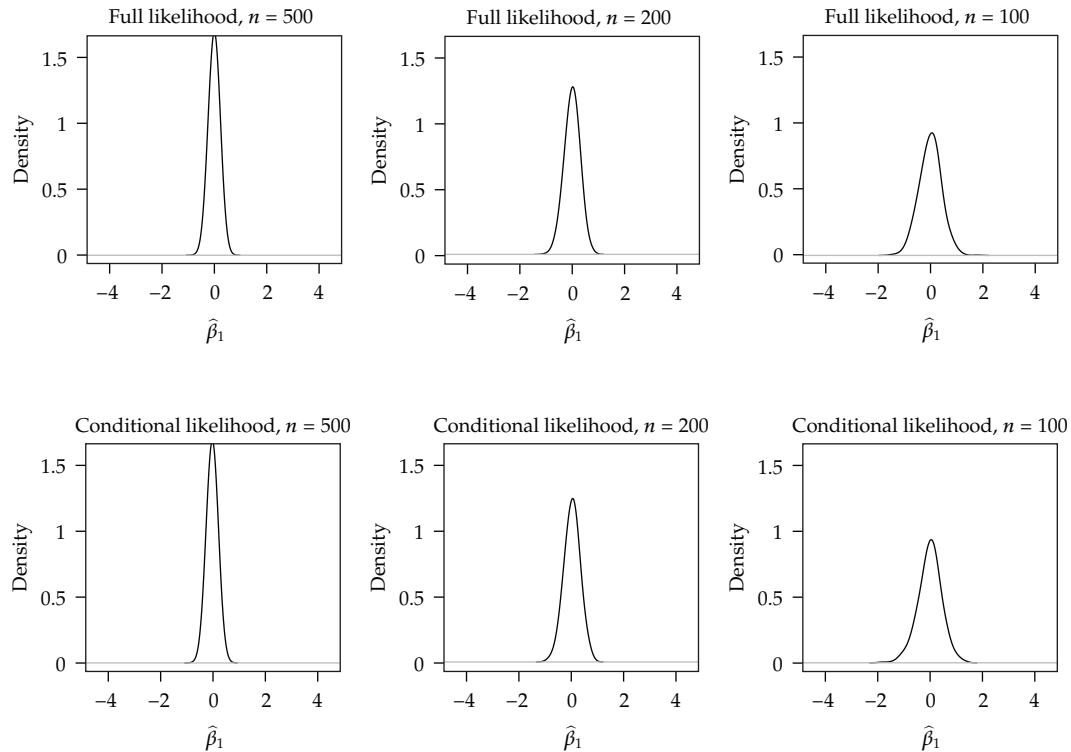 Full likelihood, n = 500
Density
1.5
1
0.5
0
−4 −2 0 2 4
β̂1
Full likelihood, n = 200
Density
1.5
1
0.5
0
−4 −2 0 2 4
β̂1
Full likelihood, n = 100
Density
1.5
1
0.5
0
−4 −2 0 2 4
β̂1
Conditional likelihood, n = 500
Density
1.5
1
0.5
0
−4 −2 0 2 4
β̂1
Conditional likelihood, n = 200
Density
1.5
1
0.5
0
−4 −2 0 2 4
β̂1
Conditional likelihood, n = 100
Density
1.5
1
0.5
0
−4 −2 0 2 4
β̂1